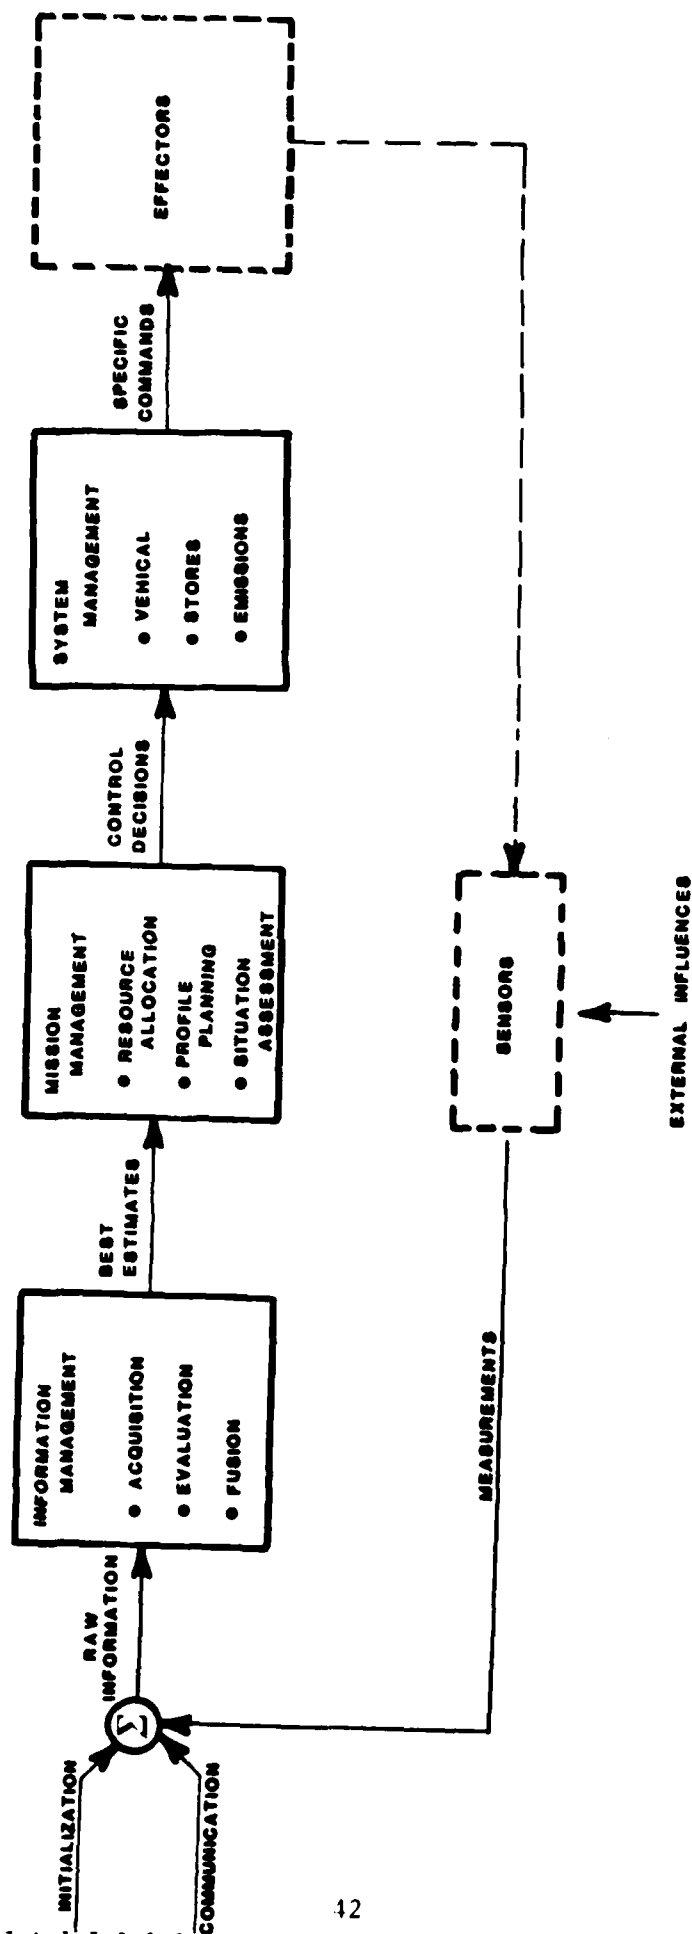 INITIALIZATION
COMMUNICATION
Σ
RAW
INFORMATION
INFORMATION
MANAGEMENT
● ACQUISITION
● EVALUATION
● FUSION
BEST
ESTIMATES
MISSION
MANAGEMENT
● RESOURCE
ALLOCATION
● PROFILE
PLANNING
● SITUATION
ASSESSMENT
CONTROL
DECISIONS
SYSTEM
MANAGEMENT
● VEHICAL
● STORES
● EMISSIONS
SPECIFIC
COMMANDS
EFFECTORS
MEASUREMENTS
SENSORS
EXTERNAL INFLUENCES
42